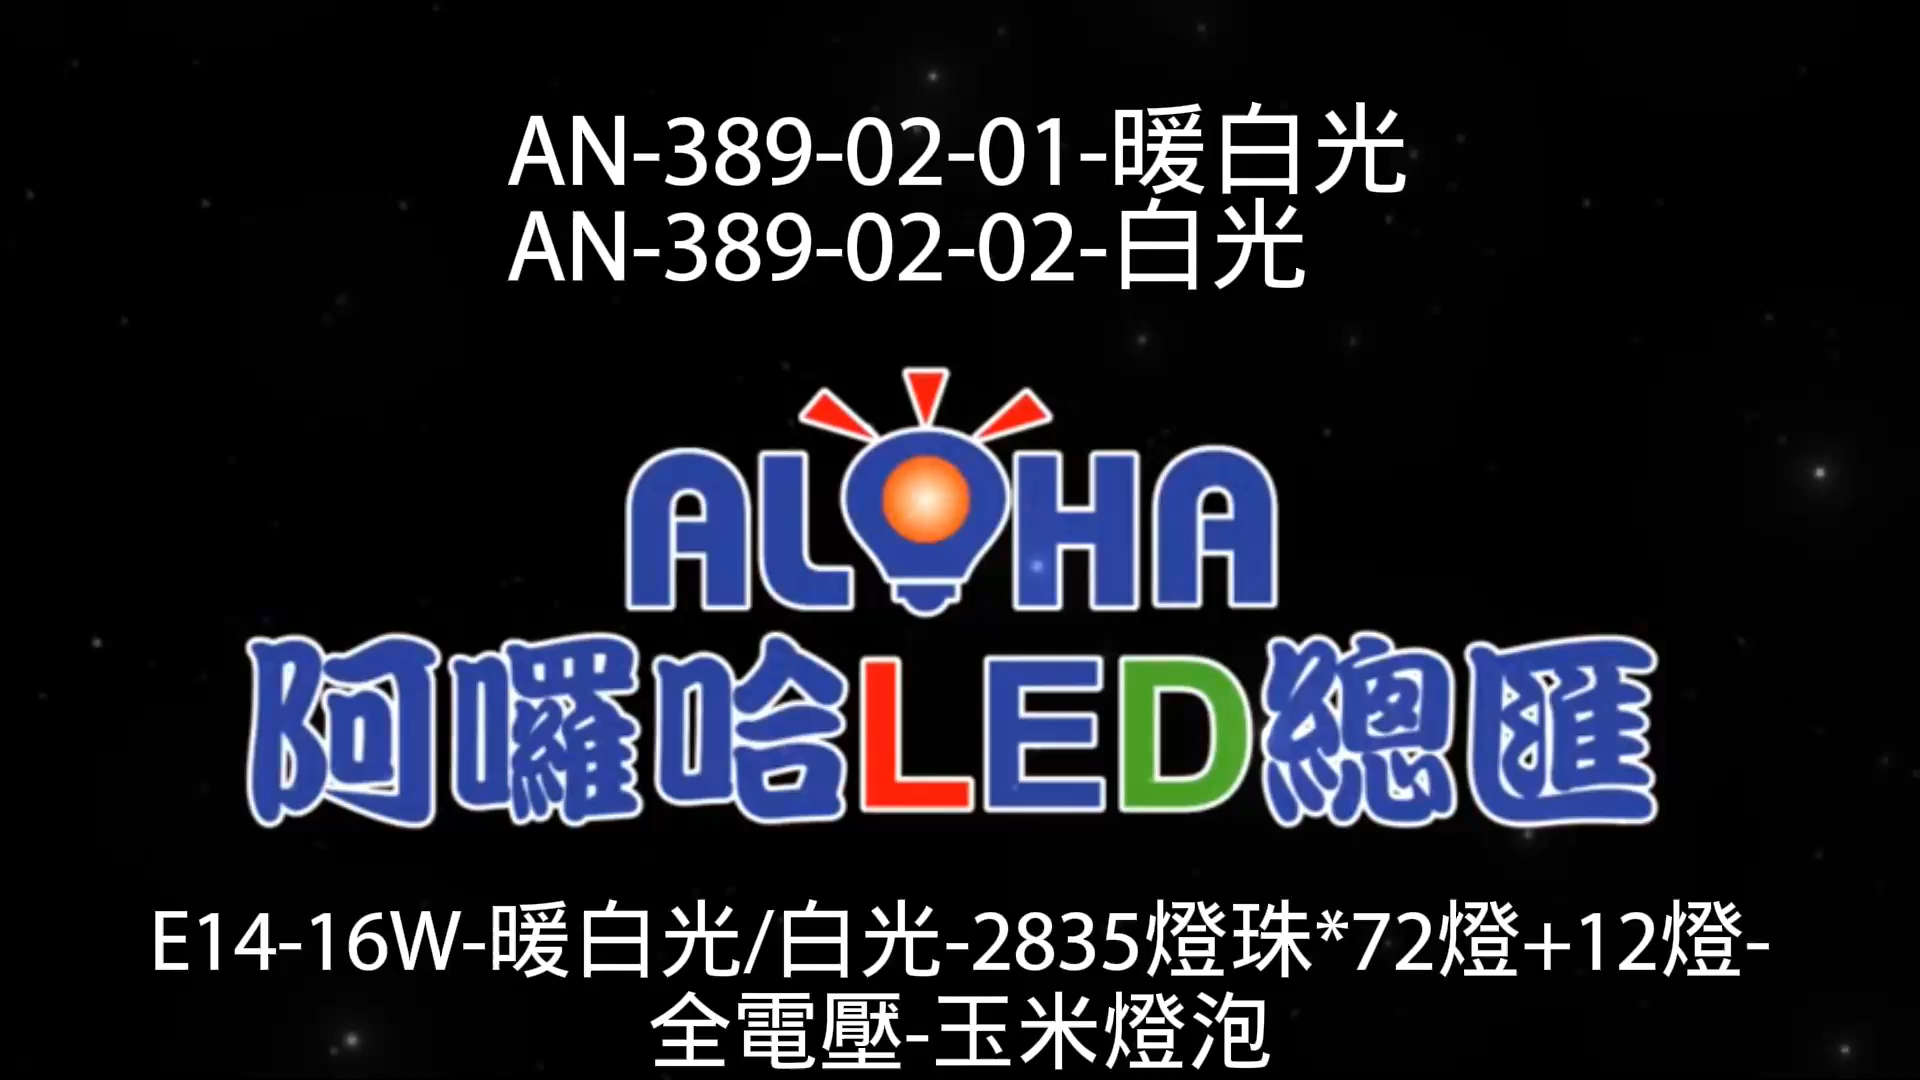 AN-389-02-01-暖白光
AN-389-02-02-白光
ALOHA
阿囉哈LED總匯
E14-16W-暖白光/白光-2835燈珠*72燈+12燈-
全電壓-玉米燈泡